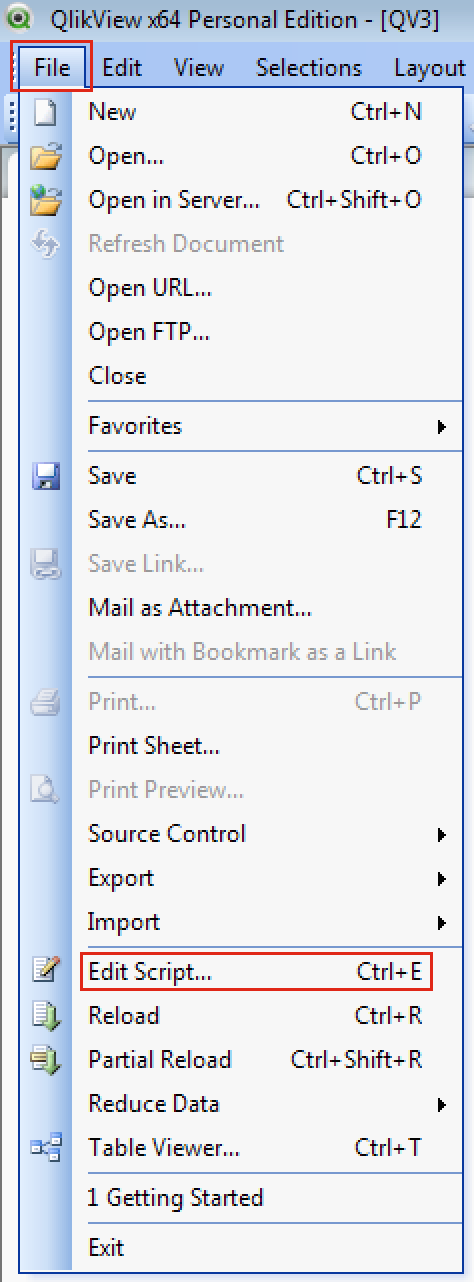 QlikView x64 Personal Edition - [QV3]
File Edit View Selections Layout
New Ctrl+N
Open... Ctrl+O
Open in Server... Ctrl+Shift+O
Refresh Document
Open URL...
Open FTP...
Close
Favorites
Save Ctrl+S
Save As... F12
Save Link...
Mail as Attachment...
Mail with Bookmark as a Link
Print... Ctrl+P
Print Sheet...
Print Preview...
Source Control
Export
Import
Edit Script... Ctrl+E
Reload Ctrl+R
Partial Reload Ctrl+Shift+R
Reduce Data
Table Viewer... Ctrl+T
1 Getting Started
Exit